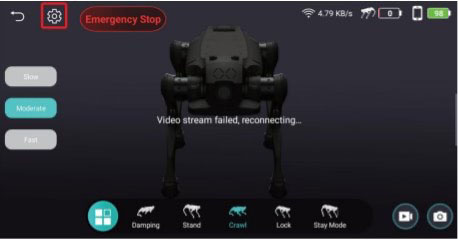 Emergency Stop
4.79 KB/s
0
98
Slow
Moderate
Fast
Video stream failed, reconnecting...
Damping
Stand
Crawl
Lock
Stay Mode